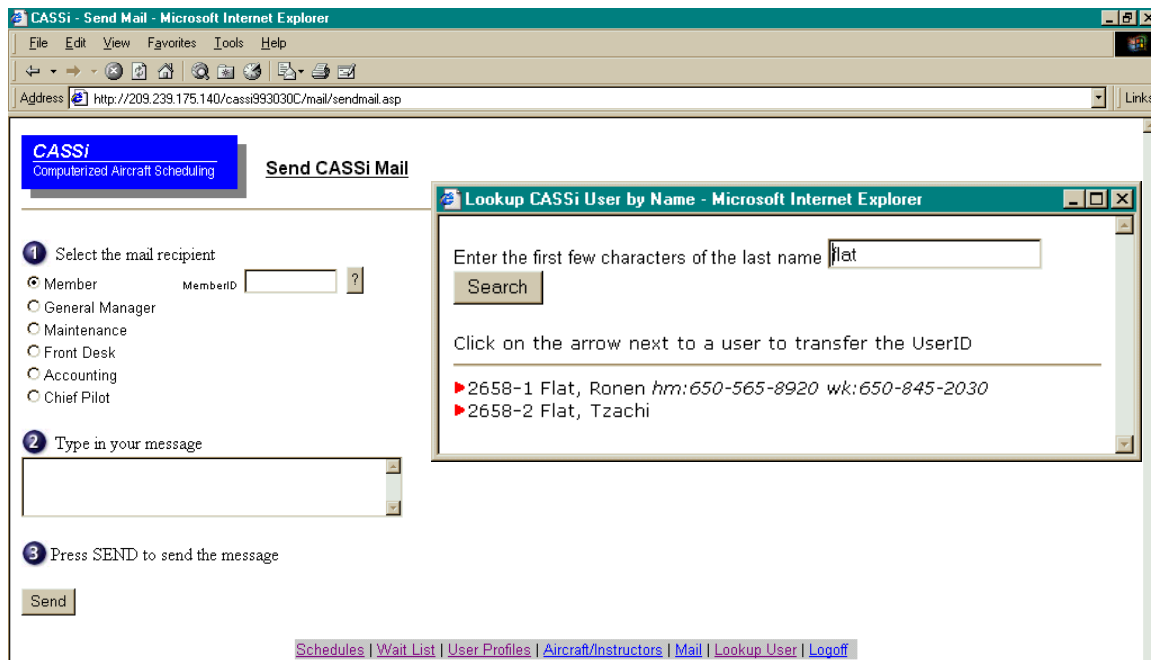 CASSi - Send Mail - Microsoft Internet Explorer
File Edit View Favorites Tools Help
Address http://209.239.175.140/cassi993030C/mail/sendmail.asp Links
CASSi
Computerized Aircraft Scheduling
Send CASSi Mail
1 Select the mail recipient
Member MemberID ?
General Manager
Maintenance
Front Desk
Accounting
Chief Pilot
2 Type in your message
3 Press SEND to send the message
Send
Lookup CASSi User by Name - Microsoft Internet Explorer
Enter the first few characters of the last name flat
Search
Click on the arrow next to a user to transfer the UserID
2658-1 Flat, Ronen hm:650-565-8920 wk:650-845-2030
2658-2 Flat, Tzachi
Schedules | Wait List | User Profiles | Aircraft/Instructors | Mail | Lookup User | Logoff